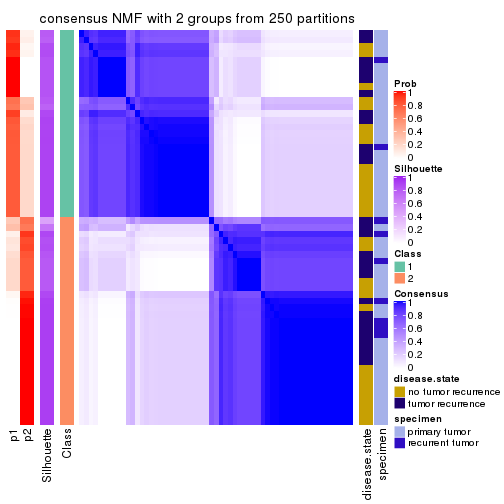 consensus NMF with 2 groups from 250 partitions
Prob
1
0.8
0.6
0.4
0.2
0
Silhouette
1
0.8
0.6
0.4
0.2
0
Class
1
2
Consensus
1
0.8
0.6
0.4
0.2
0
disease.state
no tumor recurrence
tumor recurrence
specimen
primary tumor
recurrent tumor
p1
p2
Silhouette
Class
disease.state
specimen